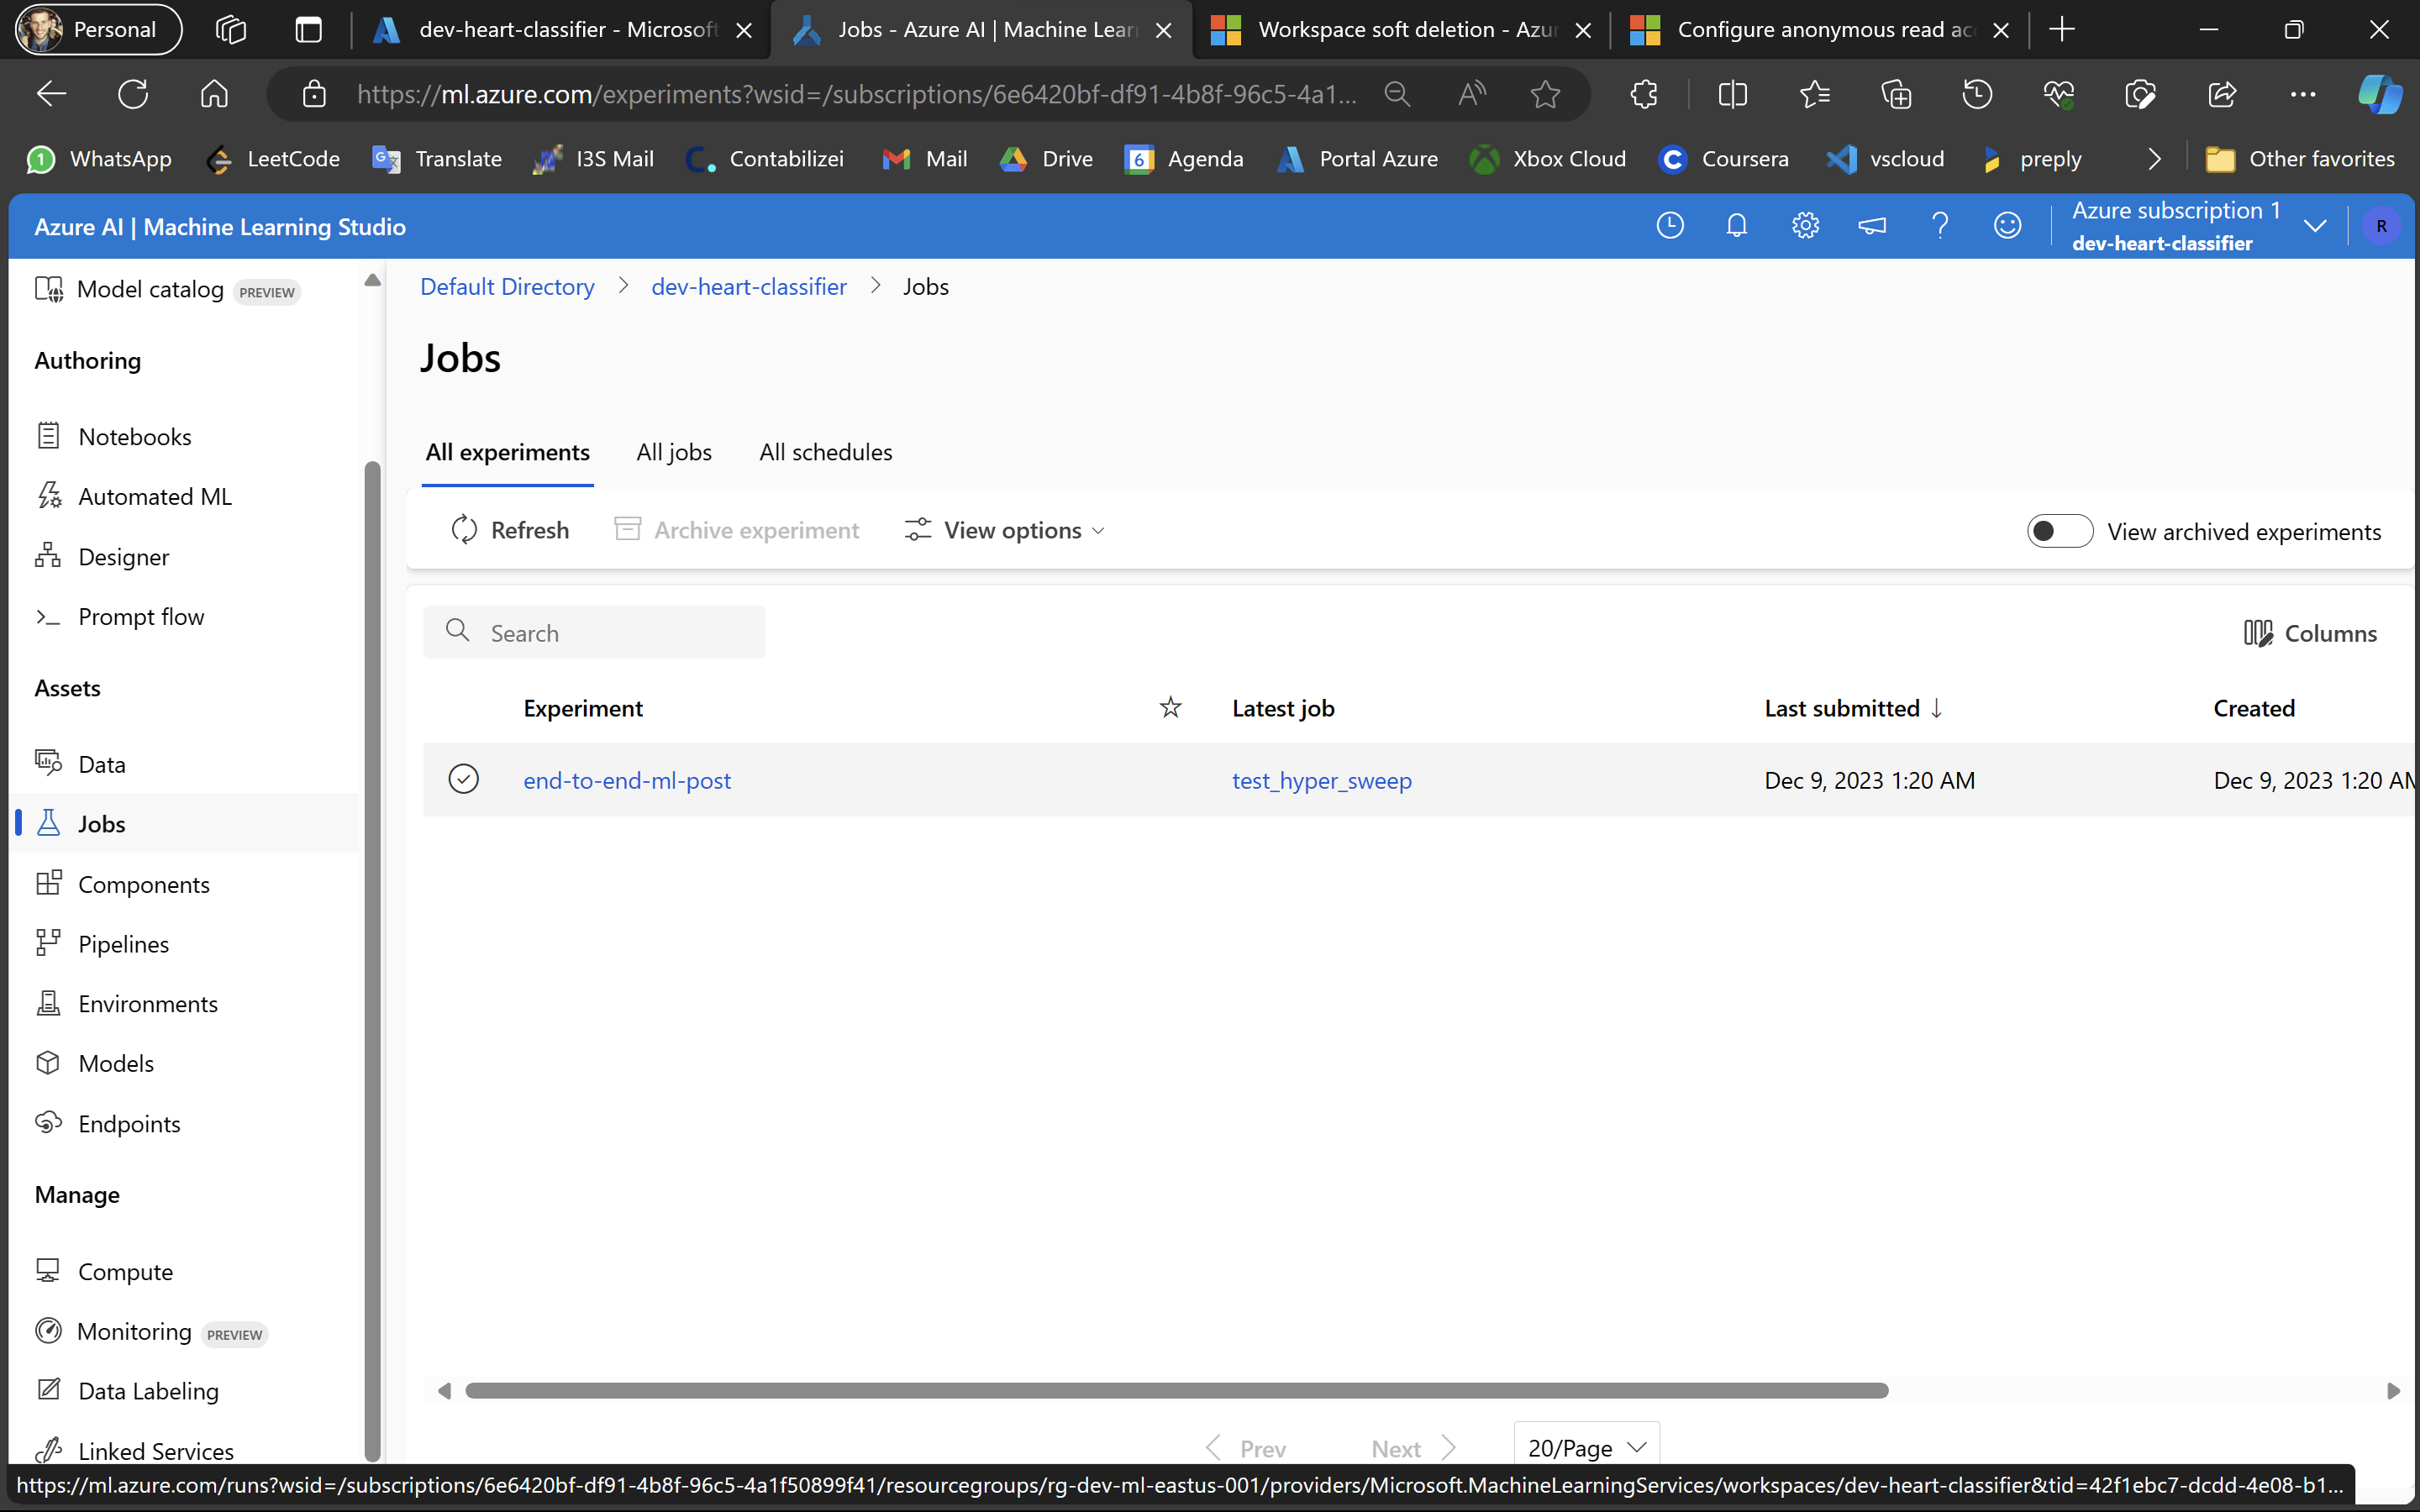 Personal
dev-heart-classifier - Microsoft
Jobs - Azure AI | Machine Lear
Workspace soft deletion - Azur
Configure anonymous read ac
https://ml.azure.com/experiments?wsid=/subscriptions/6e6420bf-df91-4b8f-96c5-4a1...
1 WhatsApp
LeetCode
Translate
I3S Mail
Contabilizei
Mail
Drive
6 Agenda
Portal Azure
Xbox Cloud
Coursera
vscloud
preply
Other favorites
Azure AI | Machine Learning Studio
Azure subscription 1
dev-heart-classifier
R
Model catalog PREVIEW
Authoring
Notebooks
Automated ML
Designer
Prompt flow
Assets
Data
Jobs
Components
Pipelines
Environments
Models
Endpoints
Manage
Compute
Monitoring PREVIEW
Data Labeling
Linked Services
Default Directory > dev-heart-classifier > Jobs
Jobs
All experiments All jobs All schedules
Refresh Archive experiment View options
View archived experiments
Search
Columns
Experiment Latest job Last submitted ↓ Created
end-to-end-ml-post test_hyper_sweep Dec 9, 2023 1:20 AM Dec 9, 2023 1:20 AM
Prev Next 20/Page
https://ml.azure.com/runs?wsid=/subscriptions/6e6420bf-df91-4b8f-96c5-4a1f50899f41/resourcegroups/rg-dev-ml-eastus-001/providers/Microsoft.MachineLearningServices/workspaces/dev-heart-classifier&tid=42f1ebc7-dcdd-4e08-b1...